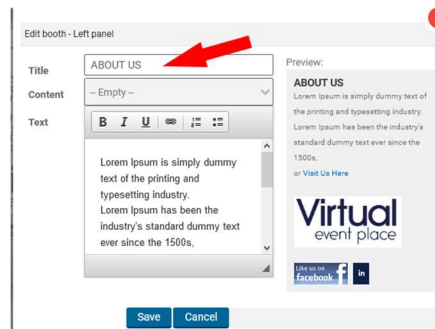 Edit booth - Left panel
Title
ABOUT US
Content
-- Empty --
Text
B I U
Lorem Ipsum is simply dummy
text of the printing and
typesetting industry.
Lorem Ipsum has been the
industry's standard dummy text
ever since the 1500s,
Save
Cancel
Preview:
ABOUT US
Lorem Ipsum is simply dummy text of
the printing and typesetting industry.
Lorem Ipsum has been the industry's
standard dummy text ever since the
1500s,
or Visit Us Here
Virtual
event place
Like us on
facebook
f
in